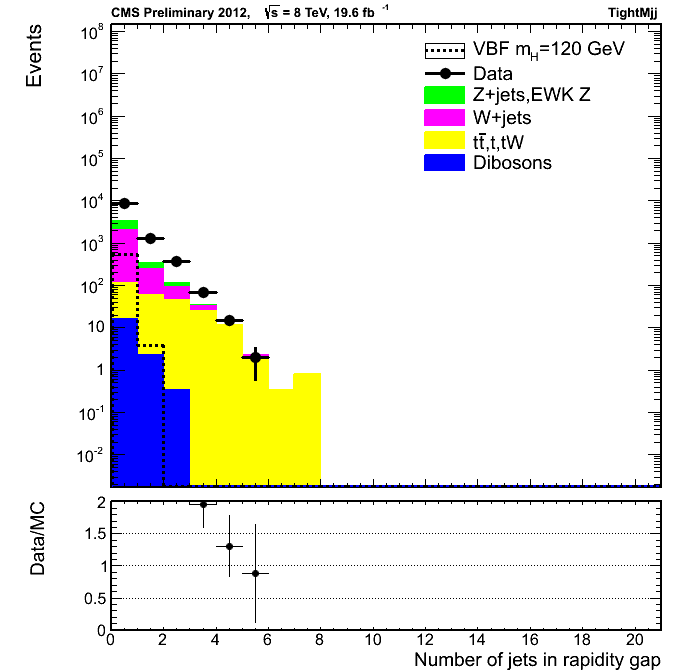 CMS Preliminary 2012, √s = 8 TeV, 19.6 fb⁻¹ TightMjj
Events
10⁸
10⁷
10⁶
10⁵
10⁴
10³
10²
10
1
10⁻¹
10⁻²
VBF m_H=120 GeV
Data
Z+jets,EWK Z
W+jets
tt̄,t,tW
Dibosons
Data/MC
2
1.5
1
0.5
0
0 2 4 6 8 10 12 14 16 18 20
Number of jets in rapidity gap